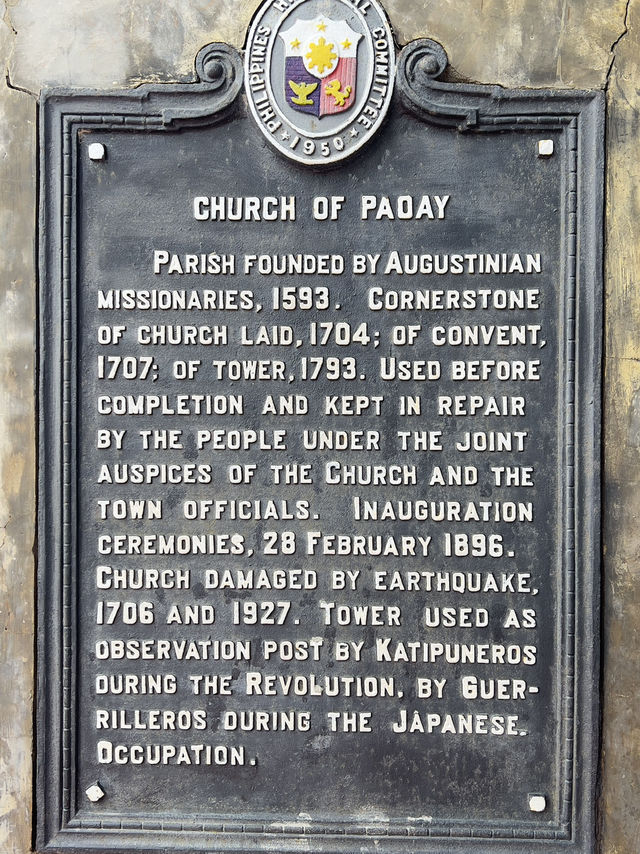 PHILIPPINES H L COMMITTEE
★ 1950 ★
CHURCH OF PAOAY
PARISH FOUNDED BY AUGUSTINIAN
MISSIONARIES, 1593. CORNERSTONE
OF CHURCH LAID, 1704; OF CONVENT,
1707; OF TOWER, 1793. USED BEFORE
COMPLETION AND KEPT IN REPAIR
BY THE PEOPLE UNDER THE JOINT
AUSPICES OF THE CHURCH AND THE
TOWN OFFICIALS. INAUGURATION
CEREMONIES, 28 FEBRUARY 1896.
CHURCH DAMAGED BY EARTHQUAKE,
1706 AND 1927. TOWER USED AS
OBSERVATION POST BY KATIPUNEROS
DURING THE REVOLUTION, BY GUER-
RILLEROS DURING THE JAPANESE.
OCCUPATION.